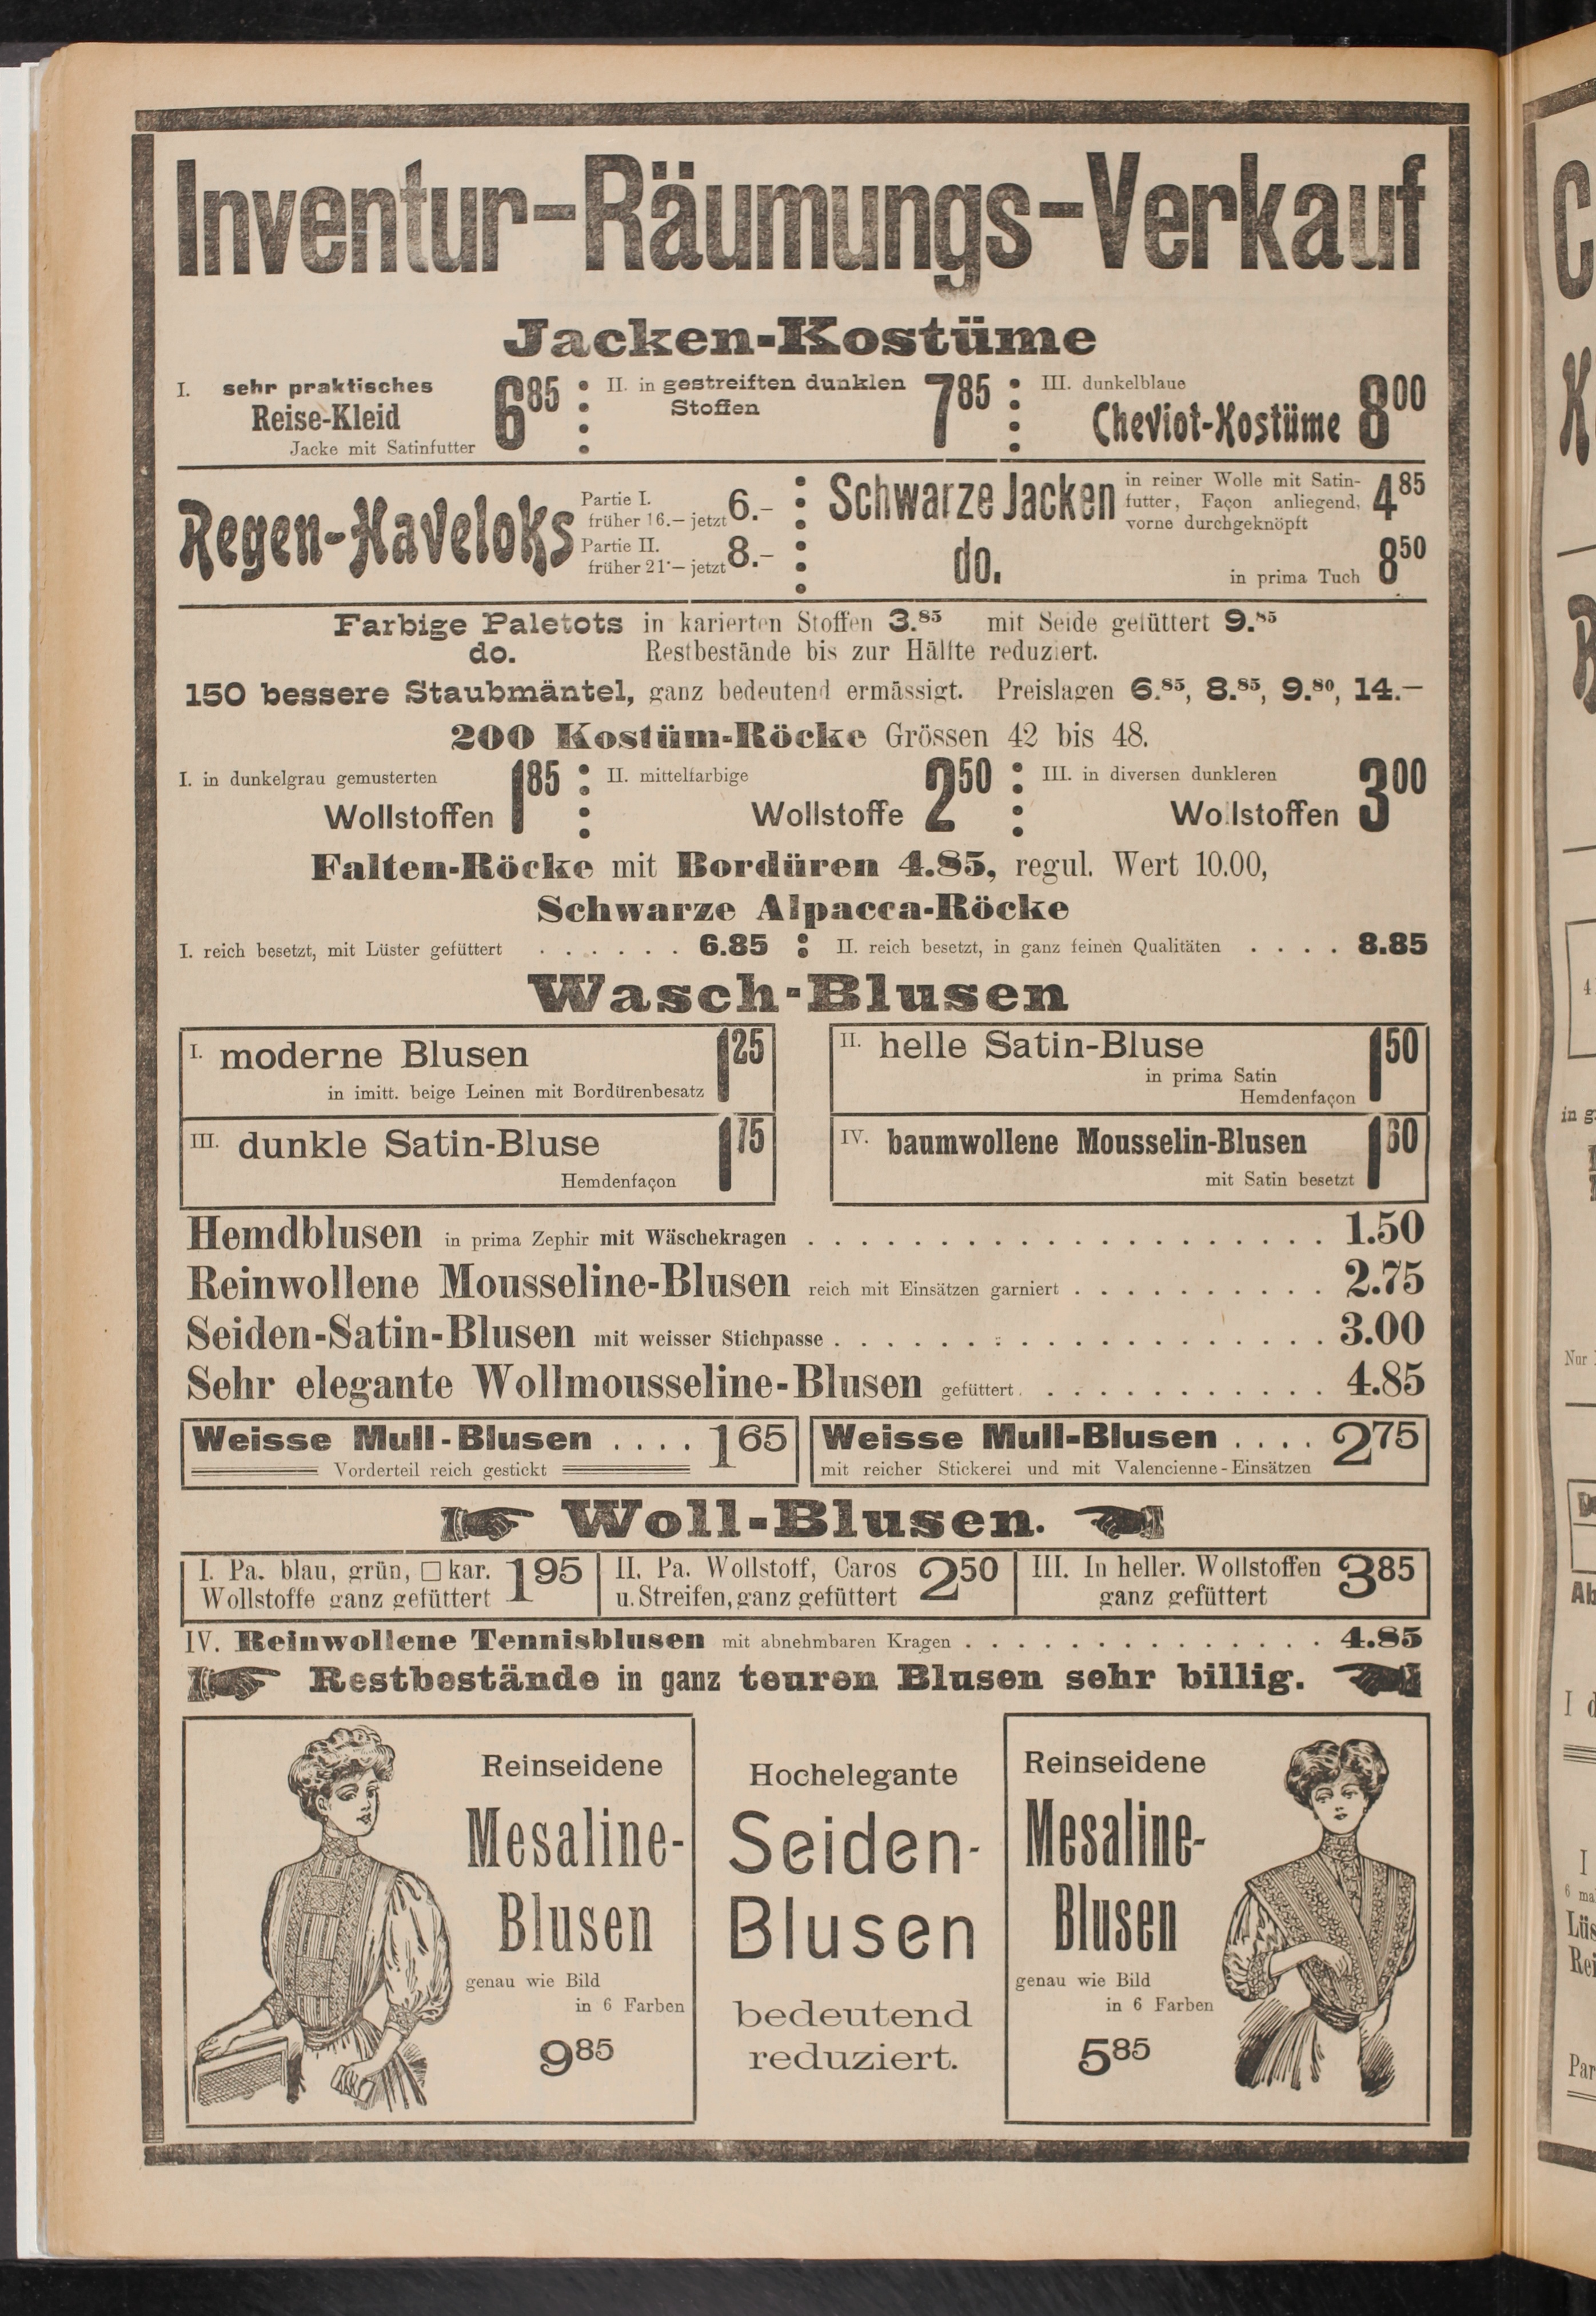 Inventur-Räumungs-Verkauf
Jacken-Kostüme
I. sehr praktisches
Reise-Kleid
Jacke mit Satinfutter
6 85
II. in gestreiften dunklen
Stoffen
7 85
III. dunkelblaue
Cheviot-Kostüme 8 00
Regen-Haveloks
Partie I.
früher 16.— jetzt 6.-
Partie II.
früher 21·— jetzt 8.-
Schwarze Jacken
in reiner Wolle mit Satin-
futter, Façon anliegend,
vorne durchgeknöpft
4 85
do. in prima Tuch 8 50
Farbige Paletots in karierten Stoffen 3.85 mit Seide gefüttert 9.85
do. Restbestände bis zur Hälfte reduziert.
150 bessere Staubmäntel, ganz bedeutend ermässigt. Preislagen 6.85, 8.85, 9.80, 14.—
200 Kostüm-Röcke Grössen 42 bis 48.
I. in dunkelgrau gemusterten
Wollstoffen
1 85
II. mittelfarbige
Wollstoffe
2 50
III. in diversen dunkleren
Wollstoffen
3 00
Falten-Röcke mit Bordüren 4.85, regul. Wert 10.00,
Schwarze Alpacca-Röcke
I. reich besetzt, mit Lüster gefüttert . . . . . . 6.85
II. reich besetzt, in ganz feinen Qualitäten . . . . 8.85
Wasch-Blusen
I. moderne Blusen
in imitt. beige Leinen mit Bordürenbesatz
1 25
II. helle Satin-Bluse
in prima Satin
Hemdenfaçon
1 50
III. dunkle Satin-Bluse
Hemdenfaçon
1 75
IV. baumwollene Mousselin-Blusen
mit Satin besetzt
Hemdblusen in prima Zephir mit Wäschekragen . . . . . . . . . . . . . . . . . . . . 1.50
Reinwollene Mousseline-Blusen reich mit Einsätzen garniert . . . . . . . . . . 2.75
Seiden-Satin-Blusen mit weisser Stichpasse . . . . . . . . . . . . . . . . . . . 3.00
Sehr elegante Wollmousseline-Blusen gefüttert . . . . . . . . . . . . 4.85
Weisse Mull-Blusen .... 1 65
Vorderteil reich gestickt
Weisse Mull-Blusen .... 2 75
mit reicher Stickerei und mit Valencienne-Einsätzen
Woll-Blusen.
I. Pa. blau, grün, □ kar.
Wollstoffe ganz gefüttert
1 95
II. Pa. Wollstoff, Caros
u. Streifen, ganz gefüttert
2 50
III. In heller. Wollstoffen
ganz gefüttert
3 85
IV. Reinwollene Tennisblusen mit abnehmbaren Kragen . . . . . . . . . . . . . . 4.85
Restbestände in ganz teuren Blusen sehr billig.
Reinseidene
Mesaline-
Blusen
genau wie Bild
in 6 Farben
9 85
Hochelegante
Seiden-
Blusen
bedeutend
reduziert.
Reinseidene
Mesaline-
Blusen
genau wie Bild
in 6 Farben
5 85